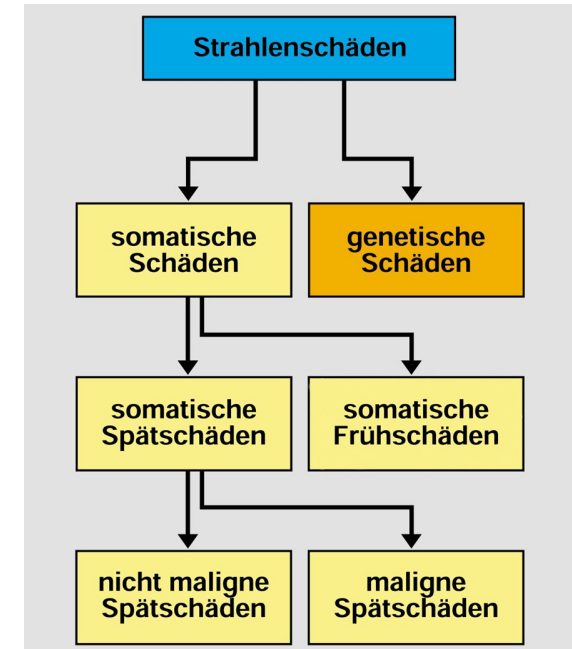 Strahlenschäden
somatische
Schäden
genetische
Schäden
somatische
Spätschäden
somatische
Frühschäden
nicht maligne
Spätschäden
maligne
Spätschäden